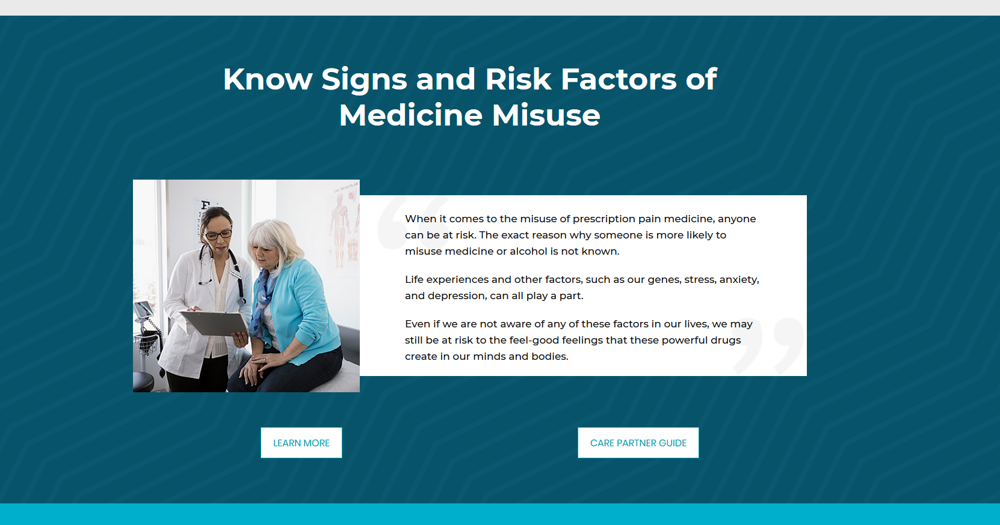 Know Signs and Risk Factors of
Medicine Misuse
When it comes to the misuse of prescription pain medicine, anyone
can be at risk. The exact reason why someone is more likely to
misuse medicine or alcohol is not known.
Life experiences and other factors, such as our genes, stress, anxiety,
and depression, can all play a part.
Even if we are not aware of any of these factors in our lives, we may
still be at risk to the feel-good feelings that these powerful drugs
create in our minds and bodies.
LEARN MORE
CARE PARTNER GUIDE